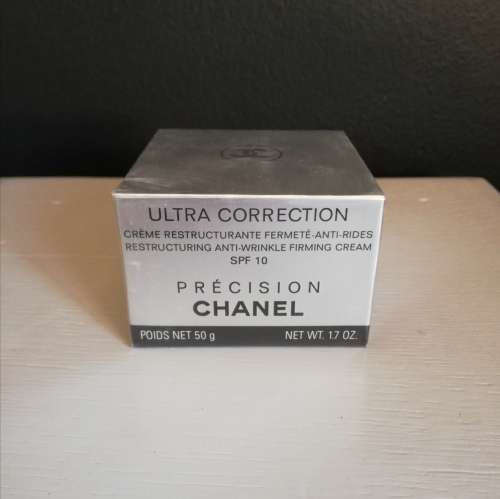 ULTRA CORRECTION
CRÈME RESTRUCTURANTE FERMETÉ-ANTI-RIDES
RESTRUCTURING ANTI-WRINKLE FIRMING CREAM
SPF 10
PRÉCISION
CHANEL
POIDS NET 50 g NET WT. 1.7 OZ.